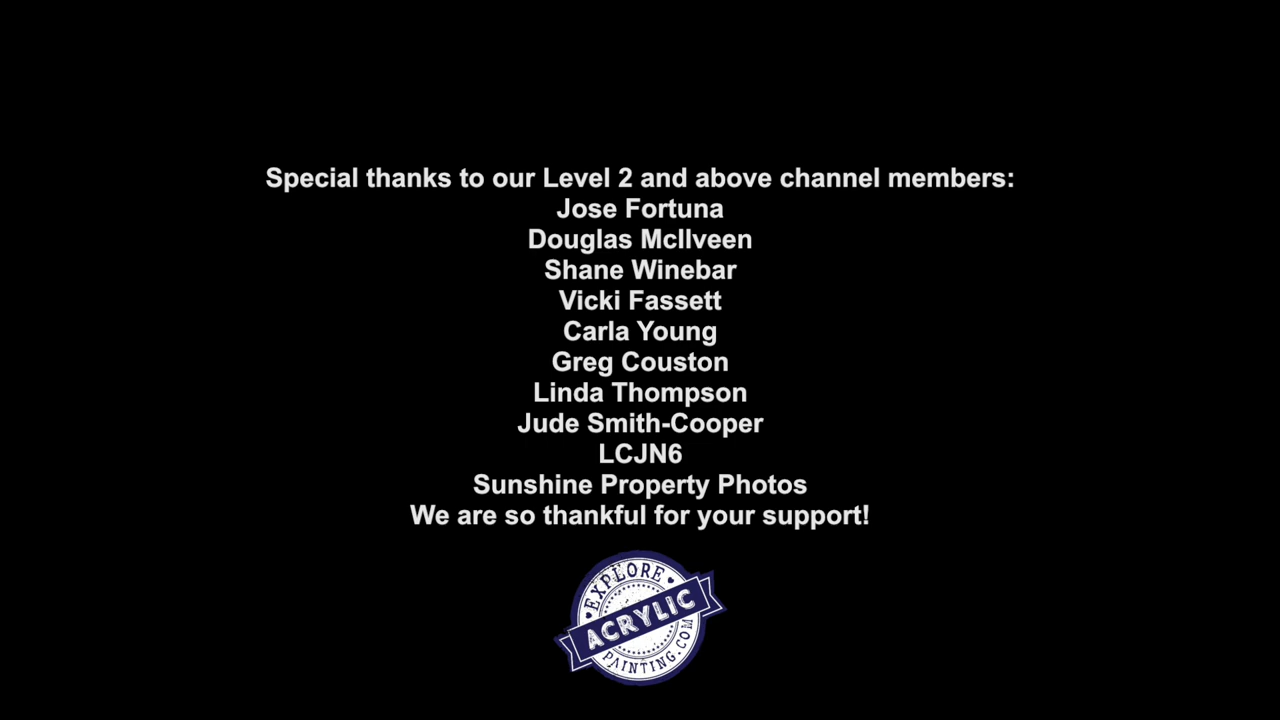 Special thanks to our Level 2 and above channel members:
Jose Fortuna
Douglas McIlveen
Shane Winebar
Vicki Fassett
Carla Young
Greg Couston
Linda Thompson
Jude Smith-Cooper
LCJN6
Sunshine Property Photos
We are so thankful for your support!
EXPLORE
ACRYLIC
PAINTING.COM